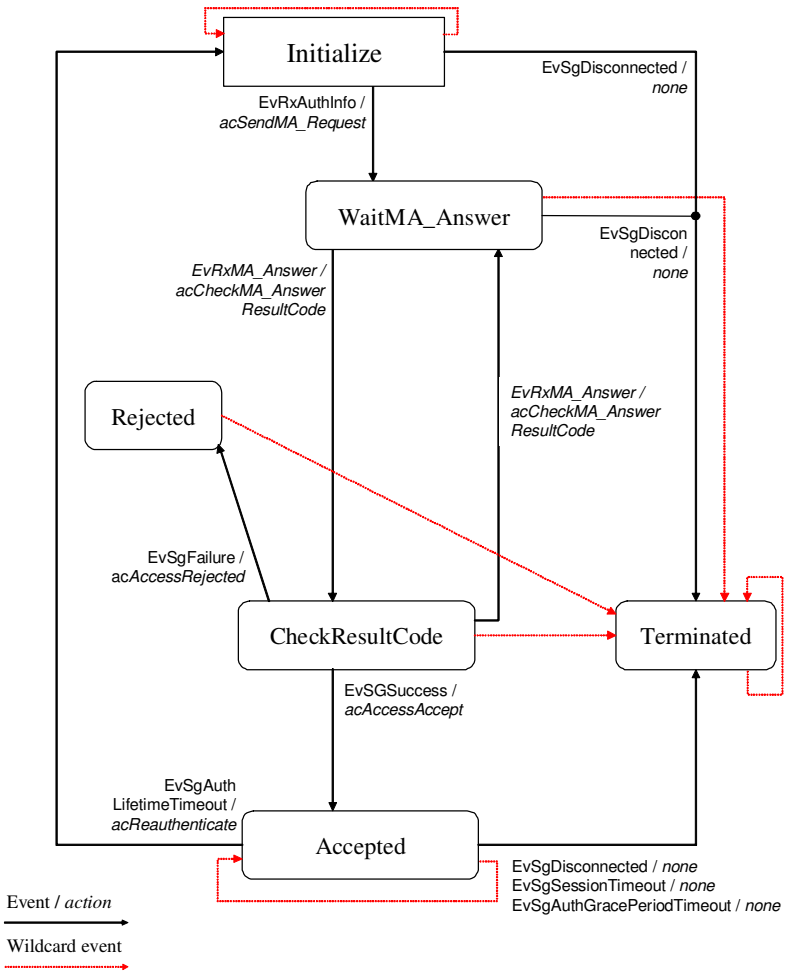 Initialize
EvSgDisconnected /
none
EvRxAuthInfo /
acSendMA_Request
WaitMA_Answer
EvSgDiscon
nected /
none
EvRxMA_Answer /
acCheckMA_Answer
ResultCode
EvRxMA_Answer /
acCheckMA_Answer
ResultCode
Rejected
EvSgFailure /
acAccessRejected
CheckResultCode
Terminated
EvSGSuccess /
acAccessAccept
EvSgAuth
LifetimeTimeout /
acReauthenticate
Accepted
EvSgDisconnected / none
EvSgSessionTimeout / none
EvSgAuthGracePeriodTimeout / none
Event / action
Wildcard event